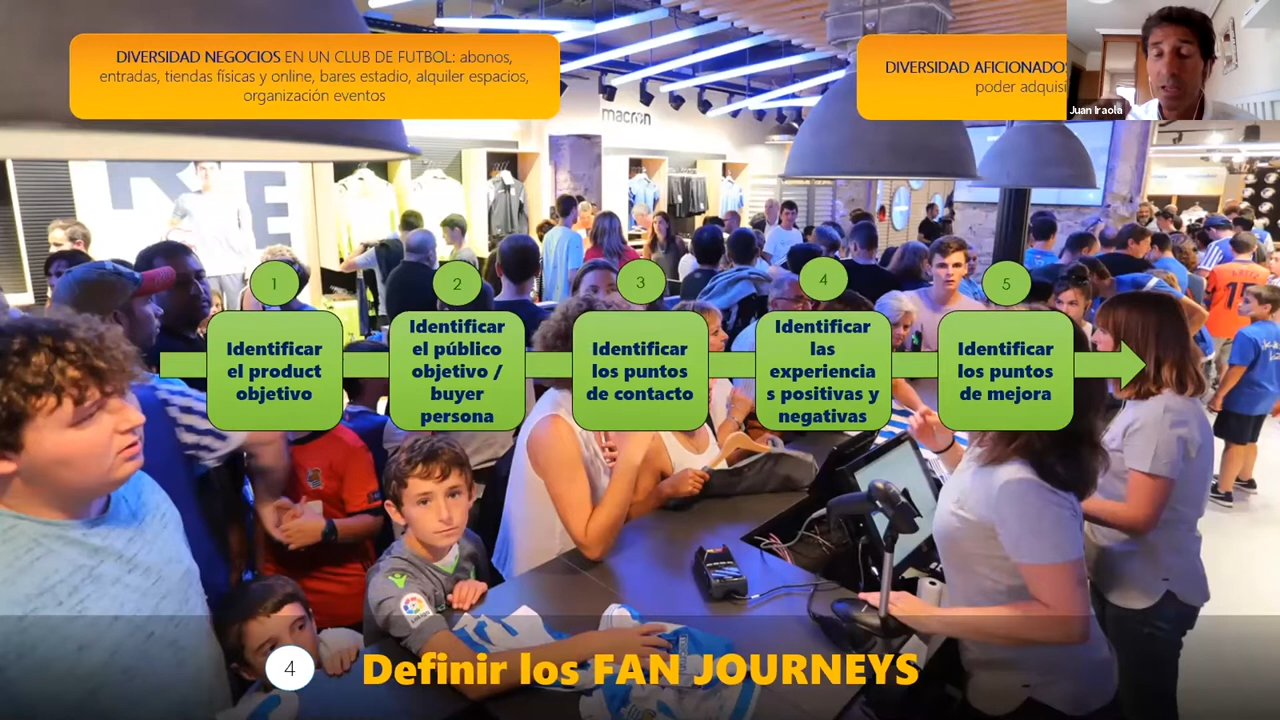 DIVERSIDAD NEGOCIOS EN UN CLUB DE FUTBOL: abonos,
entradas, tiendas físicas y online, bares estadio, alquiler espacios,
organización eventos
DIVERSIDAD AFICIONADO
poder
Juan Iraola
macron
1
Identificar
el product
objetivo
2
Identificar
el público
objetivo /
buyer
persona
3
Identificar
los puntos
de contacto
4
Identificar
las
experiencia
s positivas y
negativas
5
Identificar
los puntos
de mejora
15
4
Definir los FAN JOURNEYS